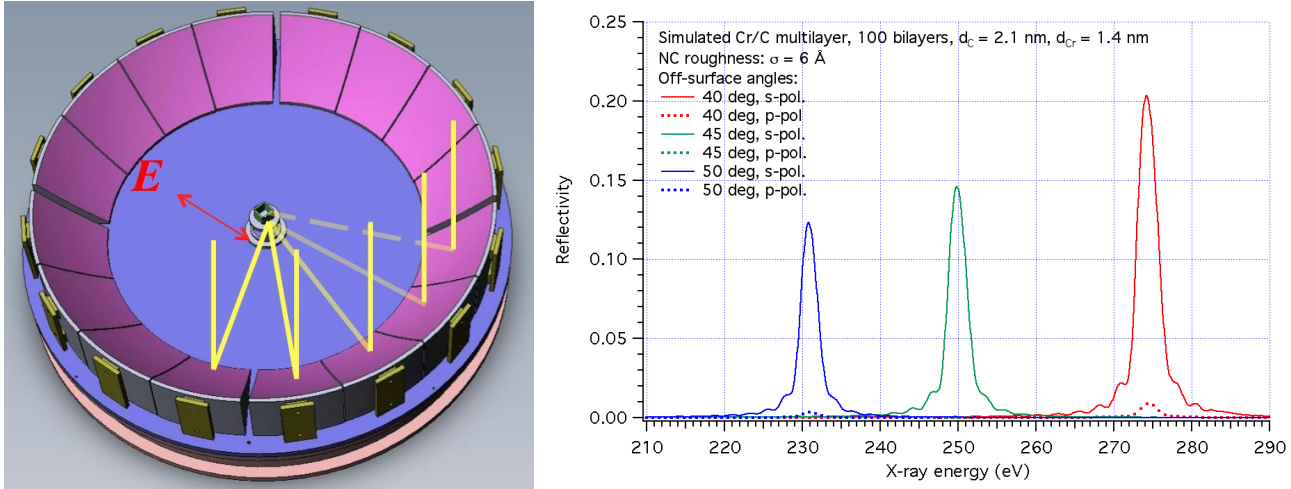 E
Simulated Cr/C multilayer, 100 bilayers, d_C = 2.1 nm, d_Cr = 1.4 nm
NC roughness: σ = 6 Å
Off-surface angles:
40 deg, s-pol.
40 deg, p-pol.
45 deg, s-pol.
45 deg, p-pol.
50 deg, s-pol.
50 deg, p-pol.
Reflectivity
0.25
0.20
0.15
0.10
0.05
0.00
210 220 230 240 250 260 270 280 290
X-ray energy (eV)